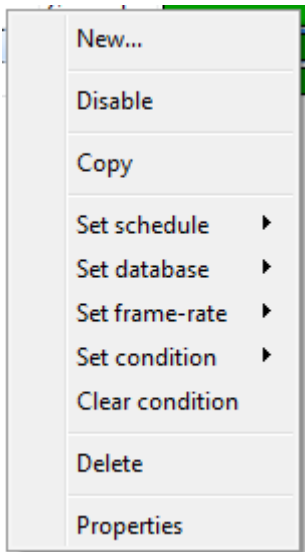 New...
Disable
Copy
Set schedule
Set database
Set frame-rate
Set condition
Clear condition
Delete
Properties